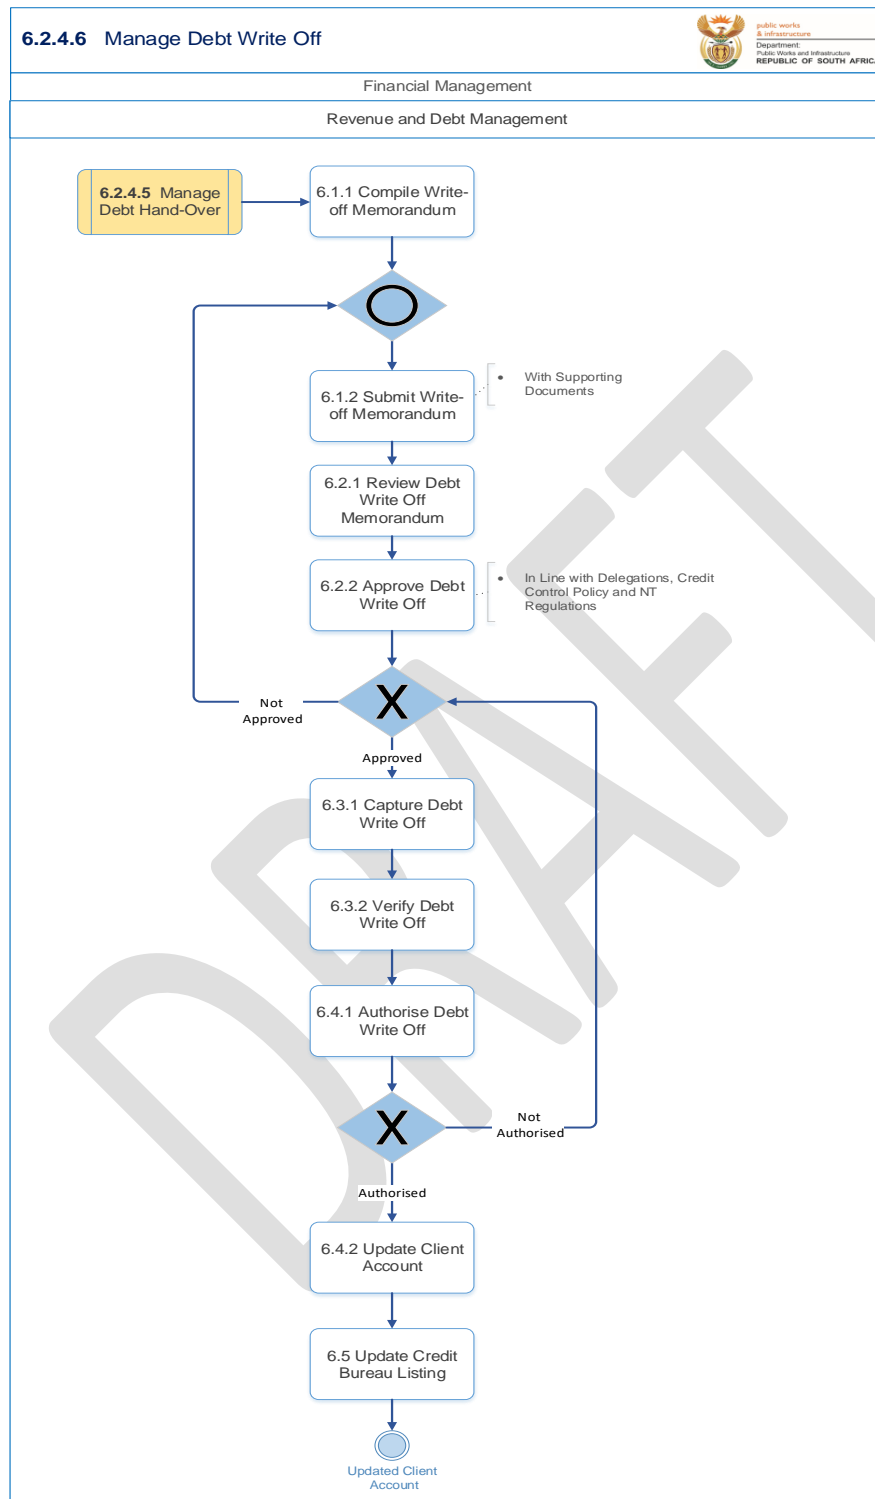 6.2.4.6 Manage Debt Write Off
public works
& infrastructure
Department:
Public Works and Infrastructure
REPUBLIC OF SOUTH AFRICA
Financial Management
Revenue and Debt Management
6.2.4.5 Manage
Debt Hand-Over
6.1.1 Compile Write-
off Memorandum
6.1.2 Submit Write-
off Memorandum
• With Supporting
Documents
6.2.1 Review Debt
Write Off
Memorandum
6.2.2 Approve Debt
Write Off
• In Line with Delegations, Credit
Control Policy and NT
Regulations
X
Not
Approved
Approved
6.3.1 Capture Debt
Write Off
6.3.2 Verify Debt
Write Off
6.4.1 Authorise Debt
Write Off
X
Not
Authorised
Authorised
6.4.2 Update Client
Account
6.5 Update Credit
Bureau Listing
Updated Client
Account
DRAFT